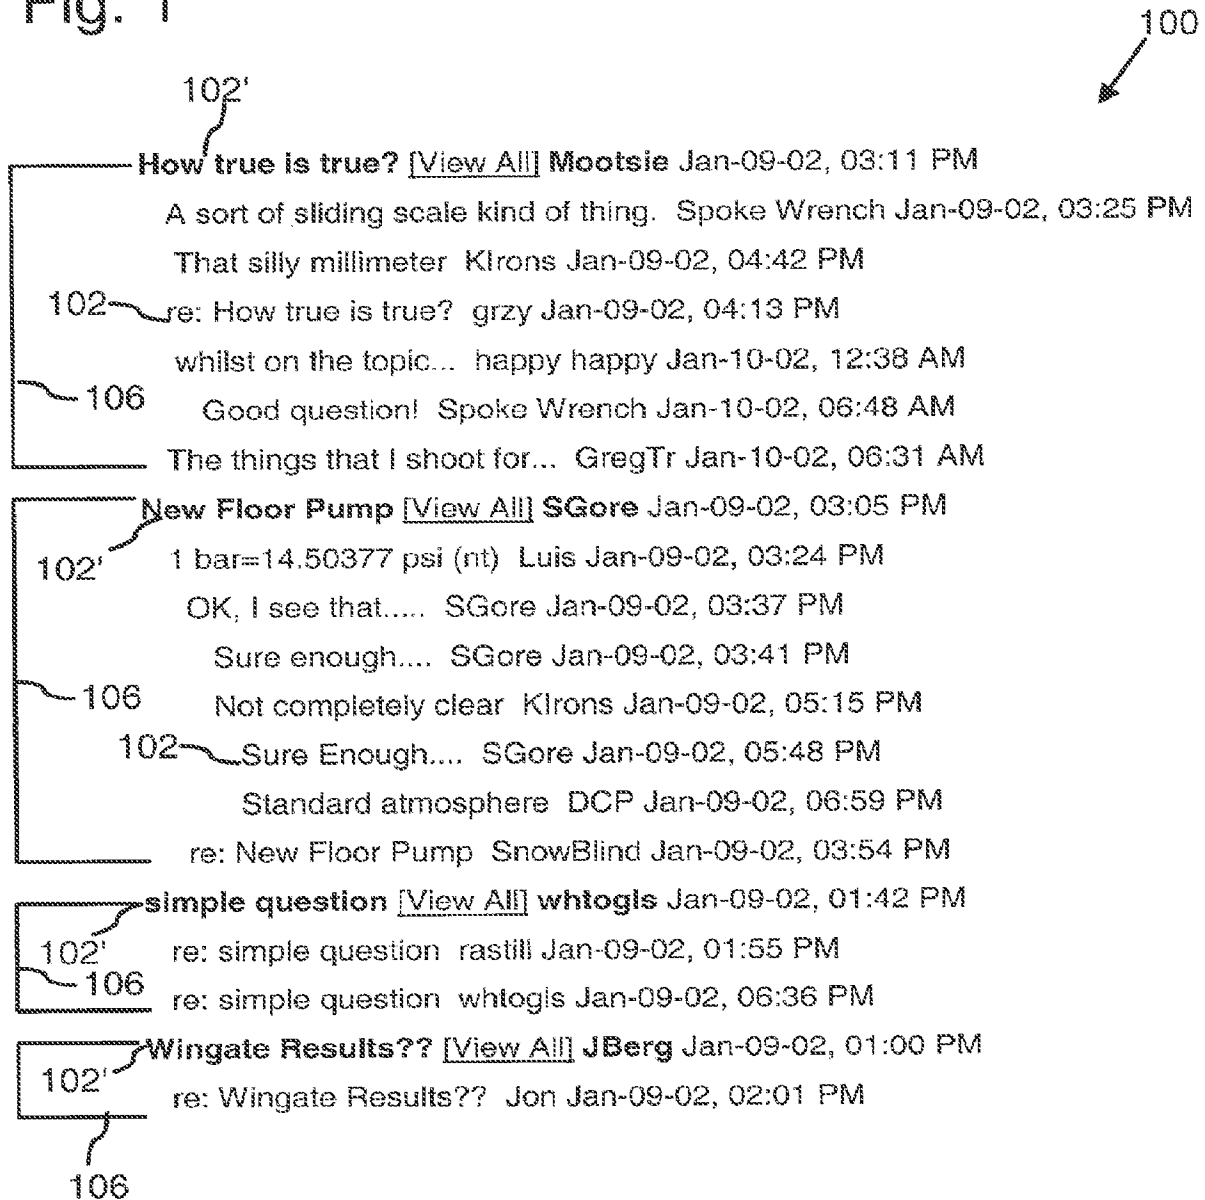 Fig. 1
100
102'
How true is true? [View All] Mootsie Jan-09-02, 03:11 PM
A sort of sliding scale kind of thing. Spoke Wrench Jan-09-02, 03:25 PM
That silly millimeter KIrons Jan-09-02, 04:42 PM
102 re: How true is true? grzy Jan-09-02, 04:13 PM
whilst on the topic... happy happy Jan-10-02, 12:38 AM
106
Good question! Spoke Wrench Jan-10-02, 06:48 AM
The things that I shoot for... GregTr Jan-10-02, 06:31 AM
New Floor Pump [View All] SGore Jan-09-02, 03:05 PM
102'
1 bar=14.50377 psi (nt) Luis Jan-09-02, 03:24 PM
OK, I see that..... SGore Jan-09-02, 03:37 PM
Sure enough.... SGore Jan-09-02, 03:41 PM
106
Not completely clear KIrons Jan-09-02, 05:15 PM
102 Sure Enough.... SGore Jan-09-02, 05:48 PM
Standard atmosphere DCP Jan-09-02, 06:59 PM
re: New Floor Pump SnowBlind Jan-09-02, 03:54 PM
simple question [View All] whtogls Jan-09-02, 01:42 PM
102'
re: simple question rastill Jan-09-02, 01:55 PM
106
re: simple question whtogls Jan-09-02, 06:36 PM
Wingate Results?? [View All] JBerg Jan-09-02, 01:00 PM
102'
re: Wingate Results?? Jon Jan-09-02, 02:01 PM
106